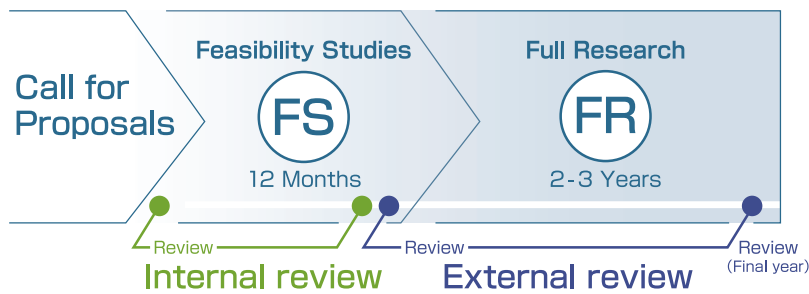 Call for
Proposals
Feasibility Studies
FS
12 Months
Full Research
FR
2-3 Years
Review
Internal review
Review
External review
Review
(Final year)